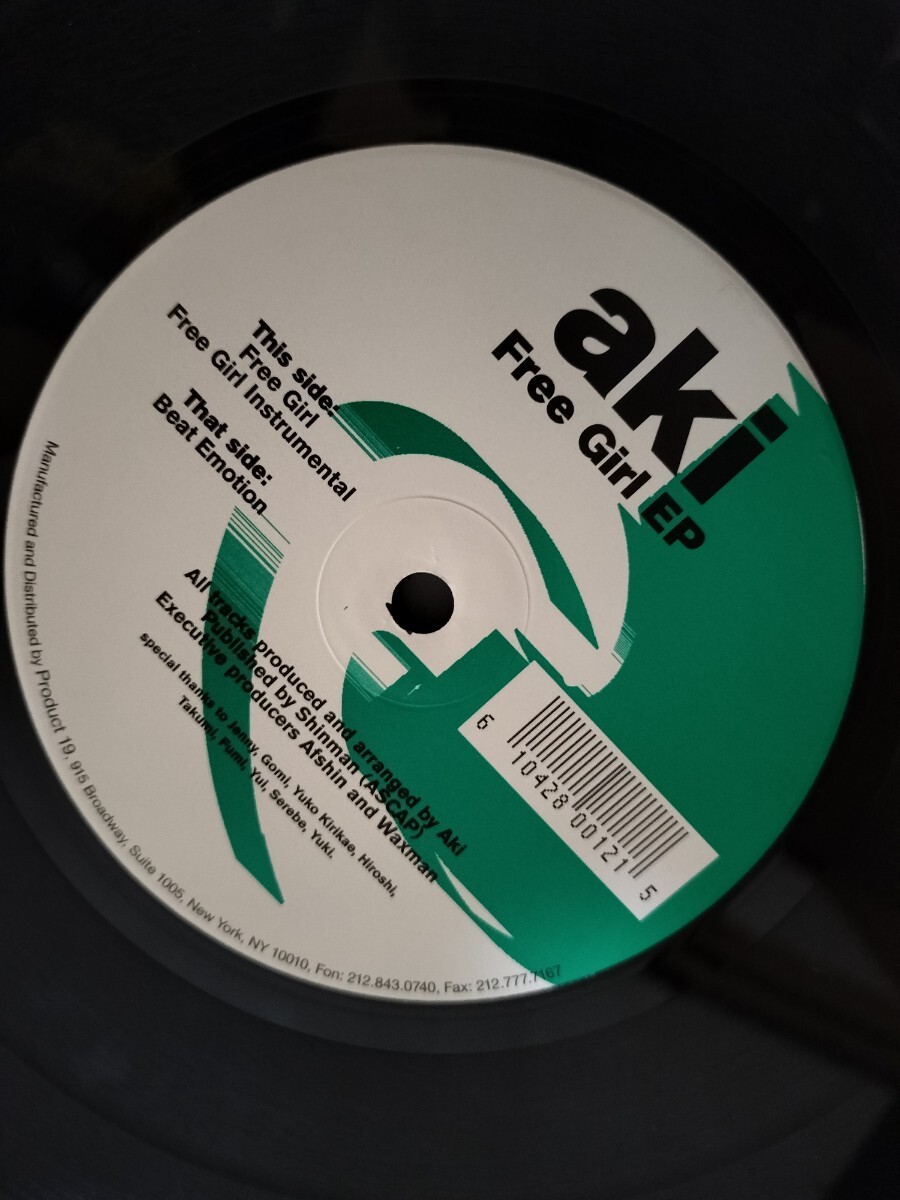 aki
Free Girl EP
This side:
Free Girl
Free Girl Instrumental
That side:
Beat Emotion
All tracks produced and arranged by Aki
Published by Shinman (ASCAP)
Executive producers Afshin and Waxman
special thanks to Jenny, Gomi, Yuko Kirikae, Hiroshi,
Takumi, Fumi, Yui, Serebe, Yuki.
6 10428 00121 5
Manufactured and Distributed by Product 19, 915 Broadway, Suite 1005, New York, NY 10010, Fon: 212.843.0740, Fax: 212.777.7167